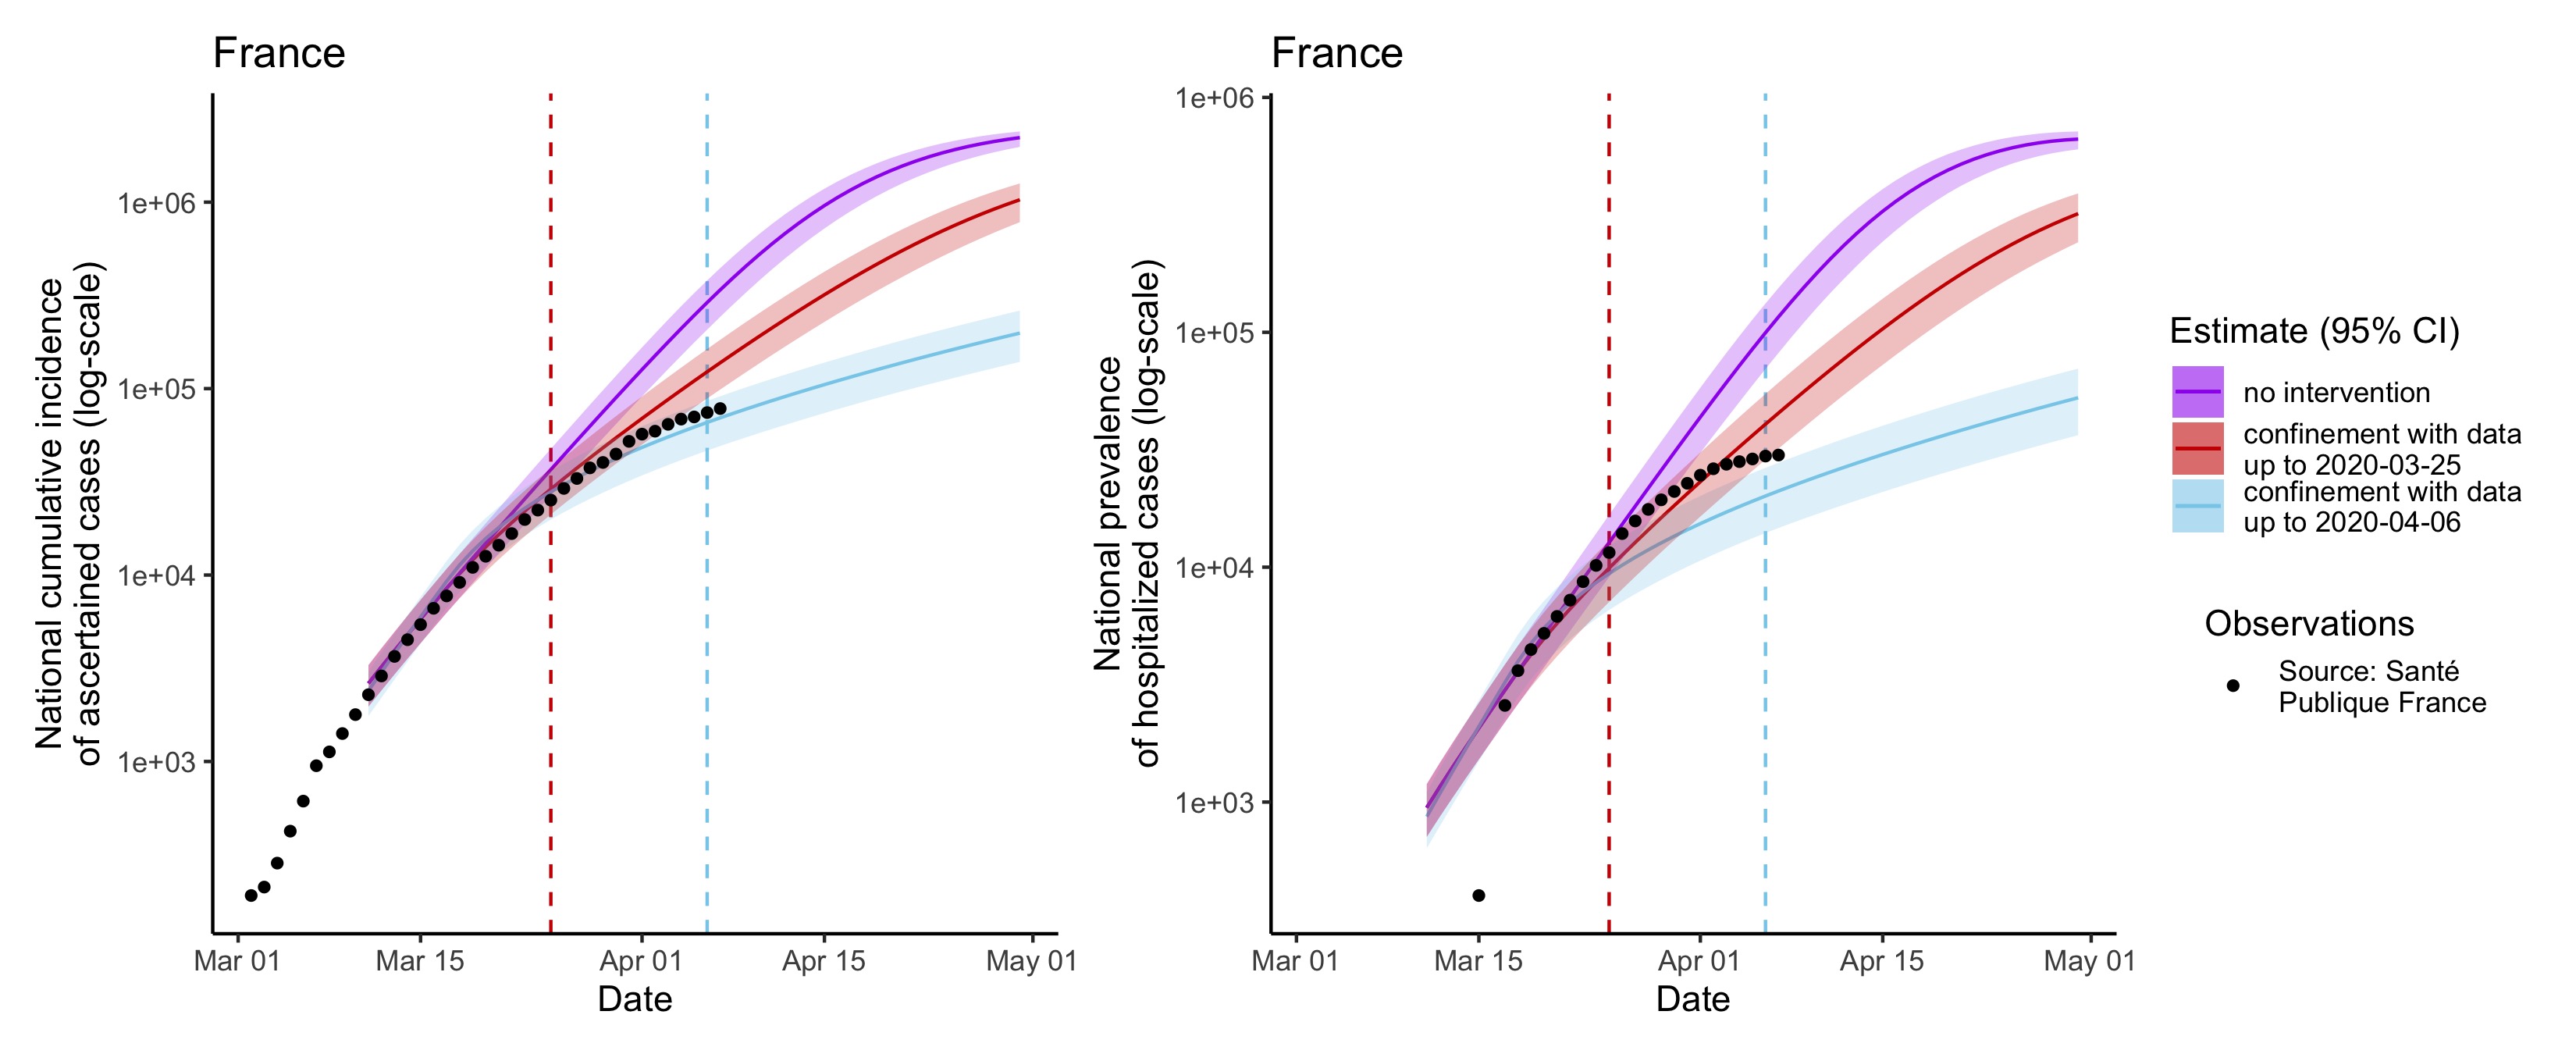 France
National cumulative incidence
of ascertained cases (log-scale)
1e+06
1e+05
1e+04
1e+03
Mar 01
Mar 15
Apr 01
Apr 15
May 01
Date
France
National prevalence
of hospitalized cases (log-scale)
1e+06
1e+05
1e+04
1e+03
Mar 01
Mar 15
Apr 01
Apr 15
May 01
Date
Estimate (95% CI)
no intervention
confinement with data
up to 2020-03-25
confinement with data
up to 2020-04-06
Observations
Source: Santé
Publique France